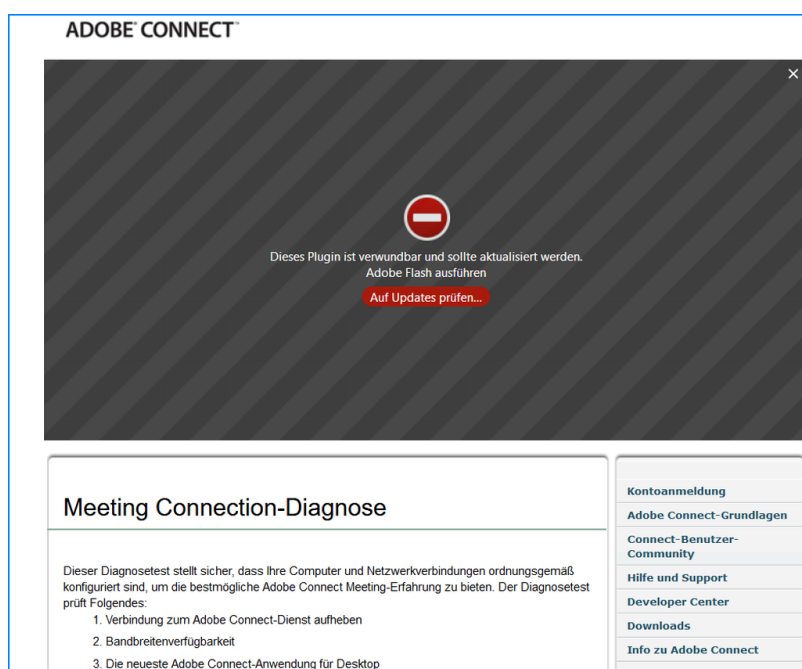 ADOBE® CONNECT™
Dieses Plugin ist verwundbar und sollte aktualisiert werden.
Adobe Flash ausführen
Auf Updates prüfen...
Meeting Connection-Diagnose
Dieser Diagnosetest stellt sicher, dass Ihre Computer und Netzwerkverbindungen ordnungsgemäß
konfiguriert sind, um die bestmögliche Adobe Connect Meeting-Erfahrung zu bieten. Der Diagnosetest
prüft Folgendes:
1. Verbindung zum Adobe Connect-Dienst aufheben
2. Bandbreitenverfügbarkeit
3. Die neueste Adobe Connect-Anwendung für Desktop
Kontoanmeldung
Adobe Connect-Grundlagen
Connect-Benutzer-
Community
Hilfe und Support
Developer Center
Downloads
Info zu Adobe Connect